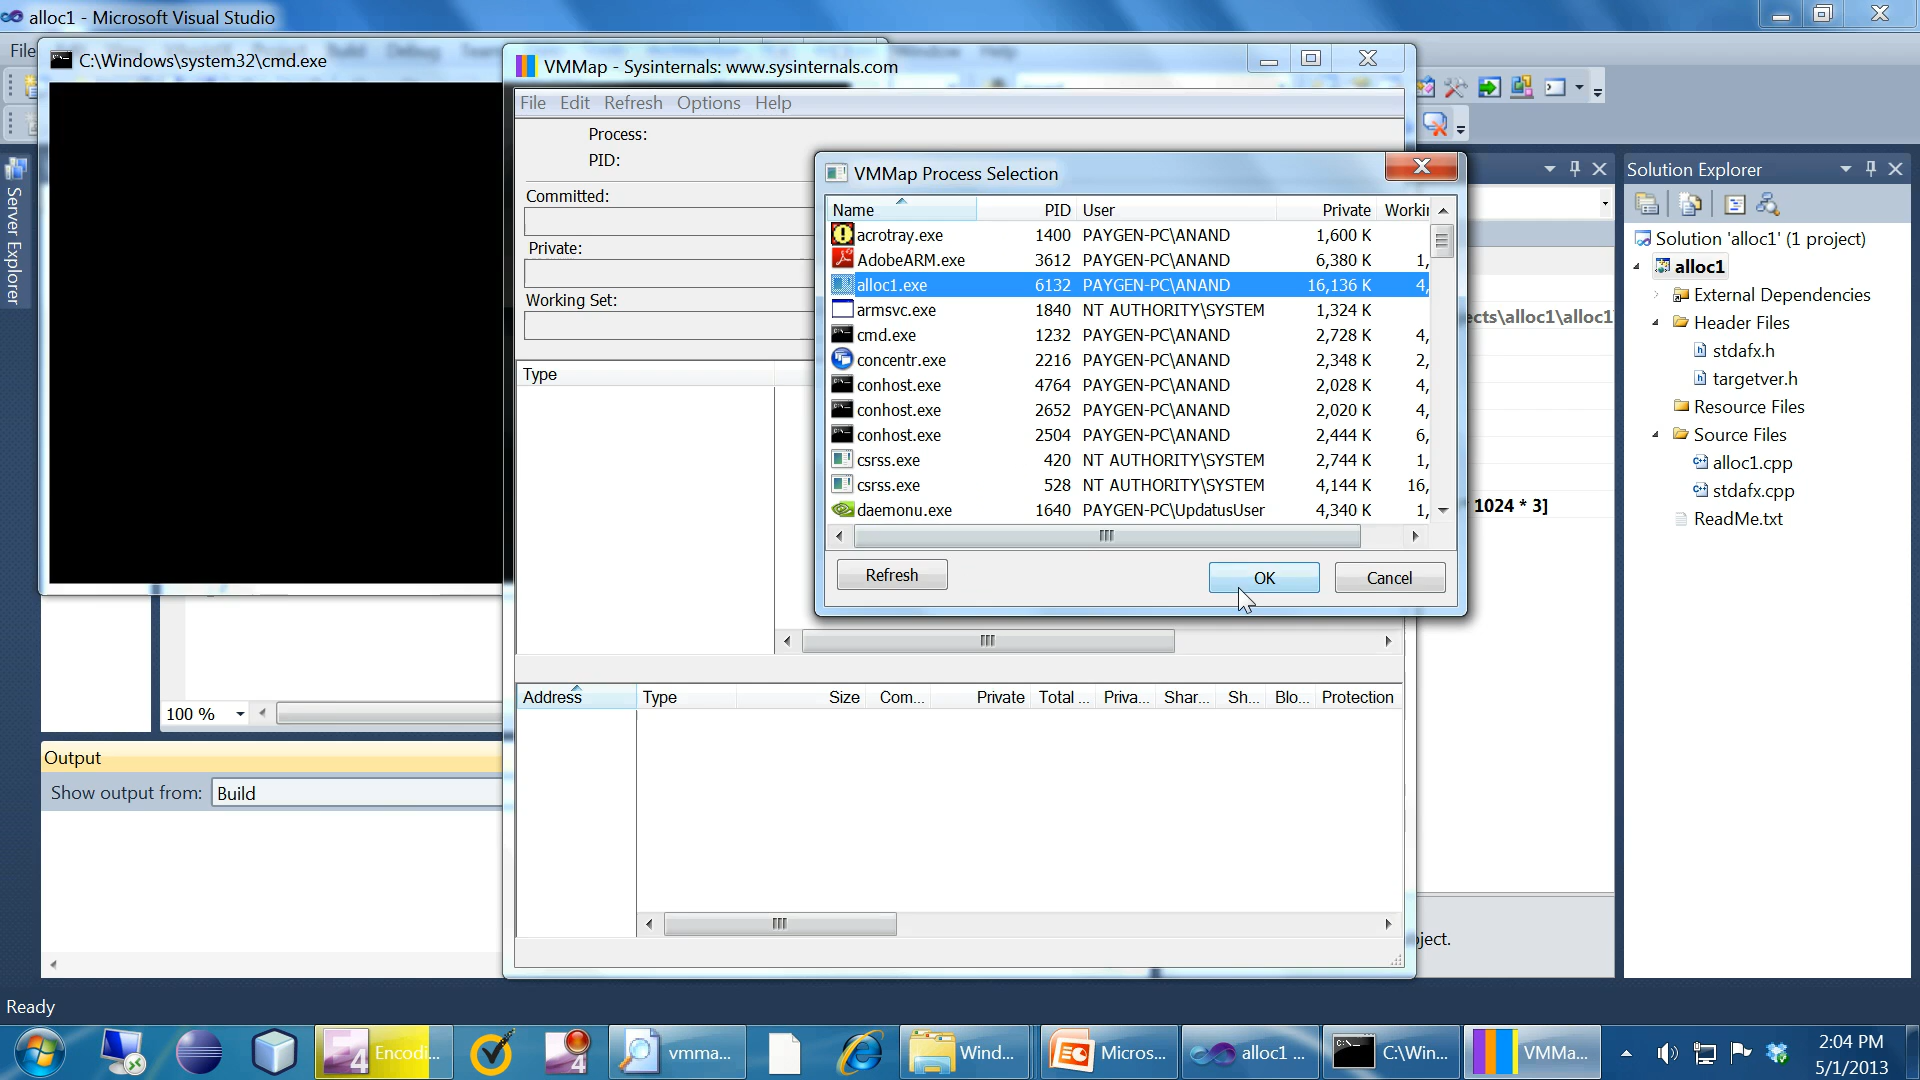 alloc1 - Microsoft Visual Studio
File
C:\Windows\system32\cmd.exe
VMMap - Sysinternals: www.sysinternals.com
File Edit Refresh Options Help
Process:
PID:
Committed:
Private:
Working Set:
Type
VMMap Process Selection
Name PID User Private Workin
acrotray.exe 1400 PAYGEN-PC\ANAND 1,600 K
AdobeARM.exe 3612 PAYGEN-PC\ANAND 6,380 K 1,
alloc1.exe 6132 PAYGEN-PC\ANAND 16,136 K 4,
armsvc.exe 1840 NT AUTHORITY\SYSTEM 1,324 K
cmd.exe 1232 PAYGEN-PC\ANAND 2,728 K 4,
concentr.exe 2216 PAYGEN-PC\ANAND 2,348 K 2,
conhost.exe 4764 PAYGEN-PC\ANAND 2,028 K 4,
conhost.exe 2652 PAYGEN-PC\ANAND 2,020 K 4,
conhost.exe 2504 PAYGEN-PC\ANAND 2,444 K 6,
csrss.exe 420 NT AUTHORITY\SYSTEM 2,744 K 1,
csrss.exe 528 NT AUTHORITY\SYSTEM 4,144 K 16,
daemonu.exe 1640 PAYGEN-PC\UpdatusUser 4,340 K 1,
Refresh OK Cancel
Address Type Size Com... Private Total ... Priva... Shar... Sh... Blo... Protection
Server Explorer
ects\alloc1\alloc1
1024 * 3]
ject.
Solution Explorer
Solution 'alloc1' (1 project)
alloc1
External Dependencies
Header Files
stdafx.h
targetver.h
Resource Files
Source Files
alloc1.cpp
stdafx.cpp
ReadMe.txt
100 %
Output
Show output from: Build
Ready
Encodi... vmma... Wind... Micros... alloc1 ... C:\Win... VMMa...
2:04 PM
5/1/2013